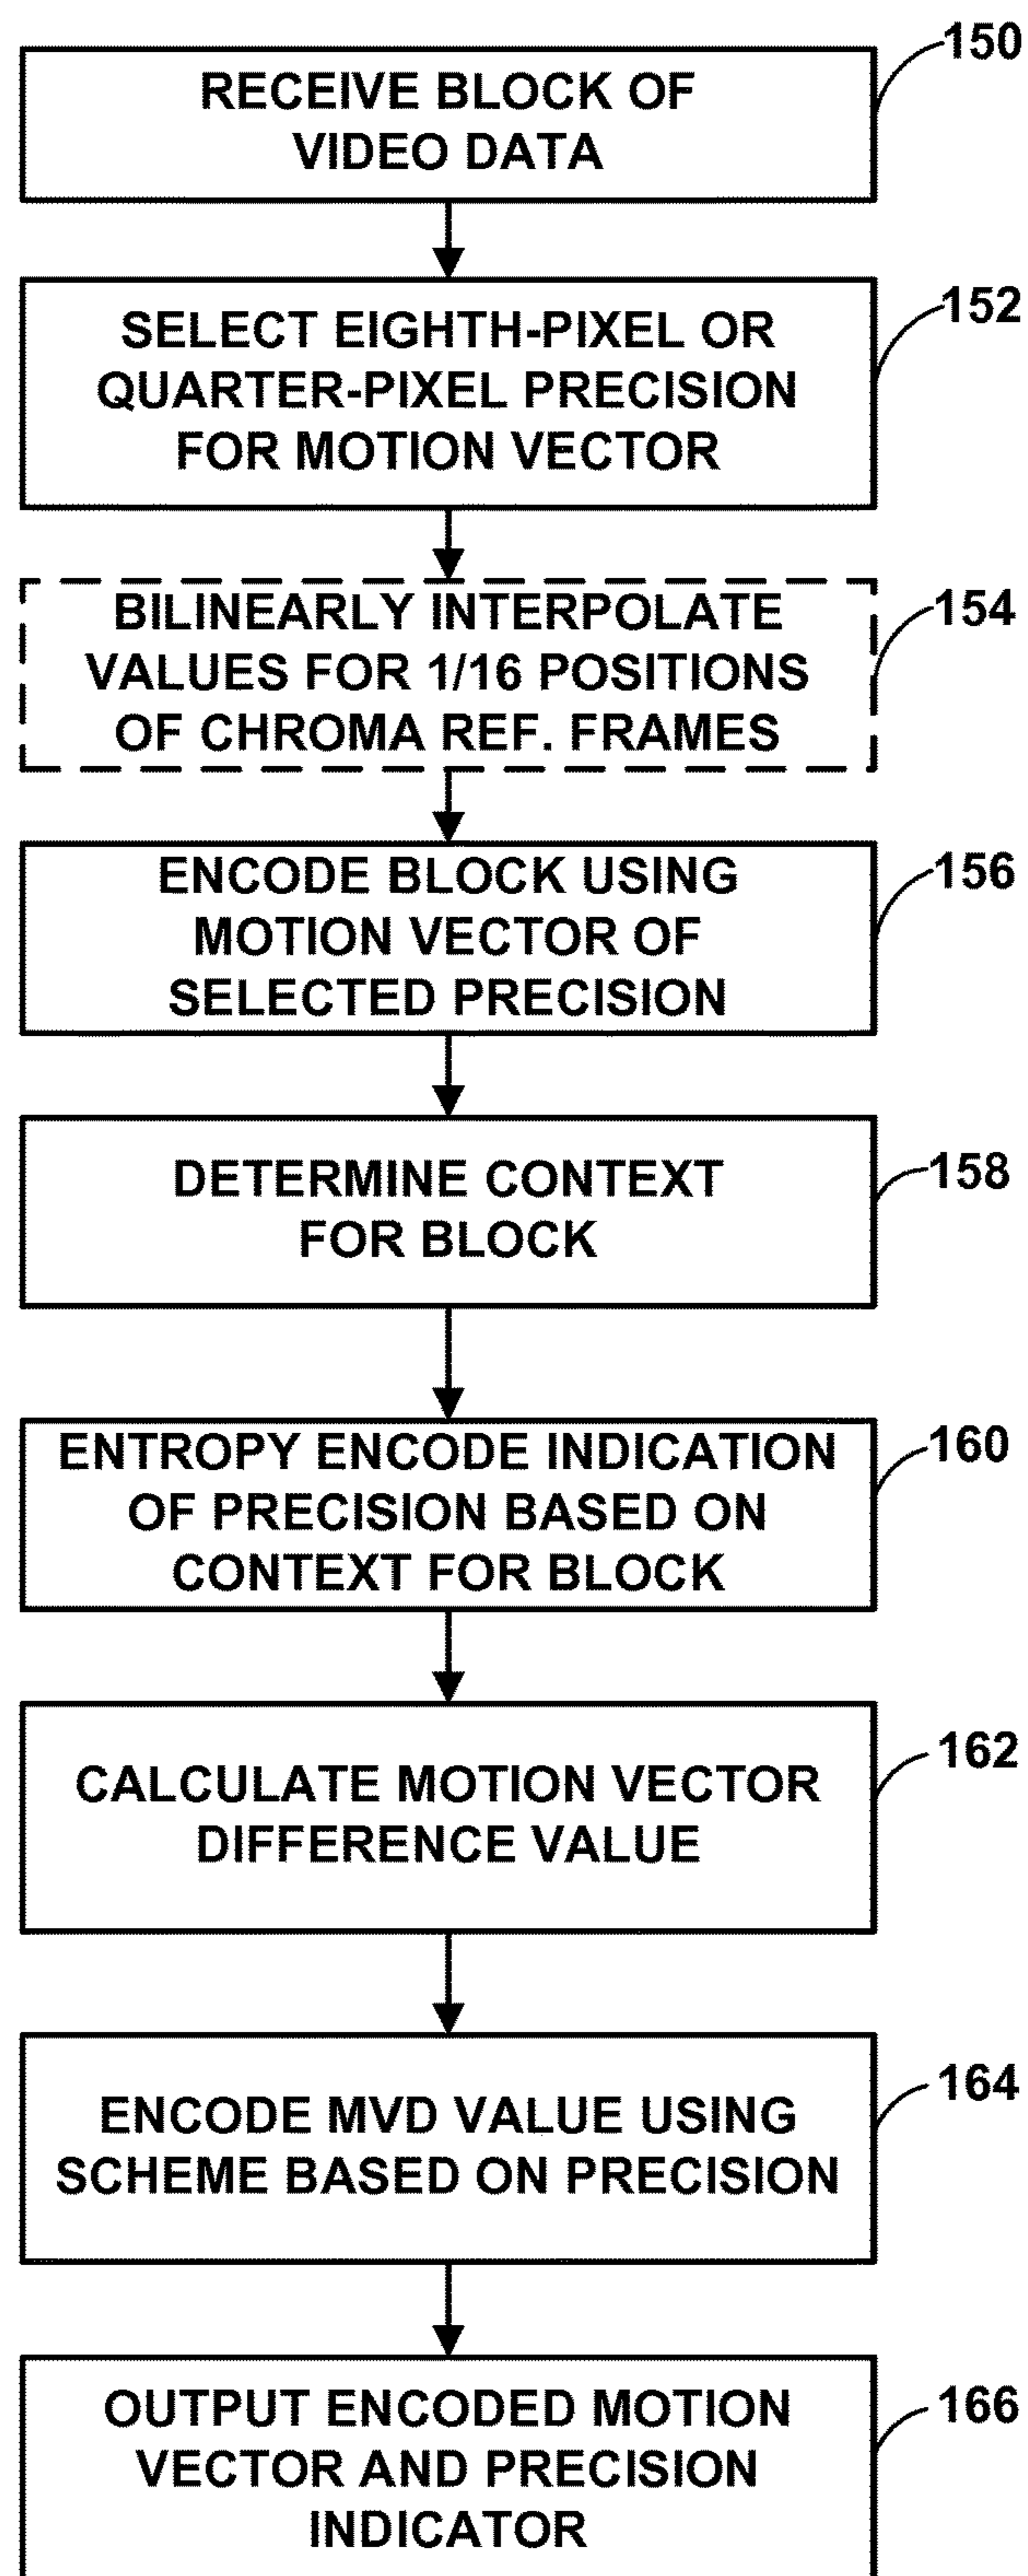 150
RECEIVE BLOCK OF
VIDEO DATA
152
SELECT EIGHTH-PIXEL OR
QUARTER-PIXEL PRECISION
FOR MOTION VECTOR
154
BILINEARLY INTERPOLATE
VALUES FOR 1/16 POSITIONS
OF CHROMA REF. FRAMES
156
ENCODE BLOCK USING
MOTION VECTOR OF
SELECTED PRECISION
158
DETERMINE CONTEXT
FOR BLOCK
160
ENTROPY ENCODE INDICATION
OF PRECISION BASED ON
CONTEXT FOR BLOCK
162
CALCULATE MOTION VECTOR
DIFFERENCE VALUE
164
ENCODE MVD VALUE USING
SCHEME BASED ON PRECISION
166
OUTPUT ENCODED MOTION
VECTOR AND PRECISION
INDICATOR